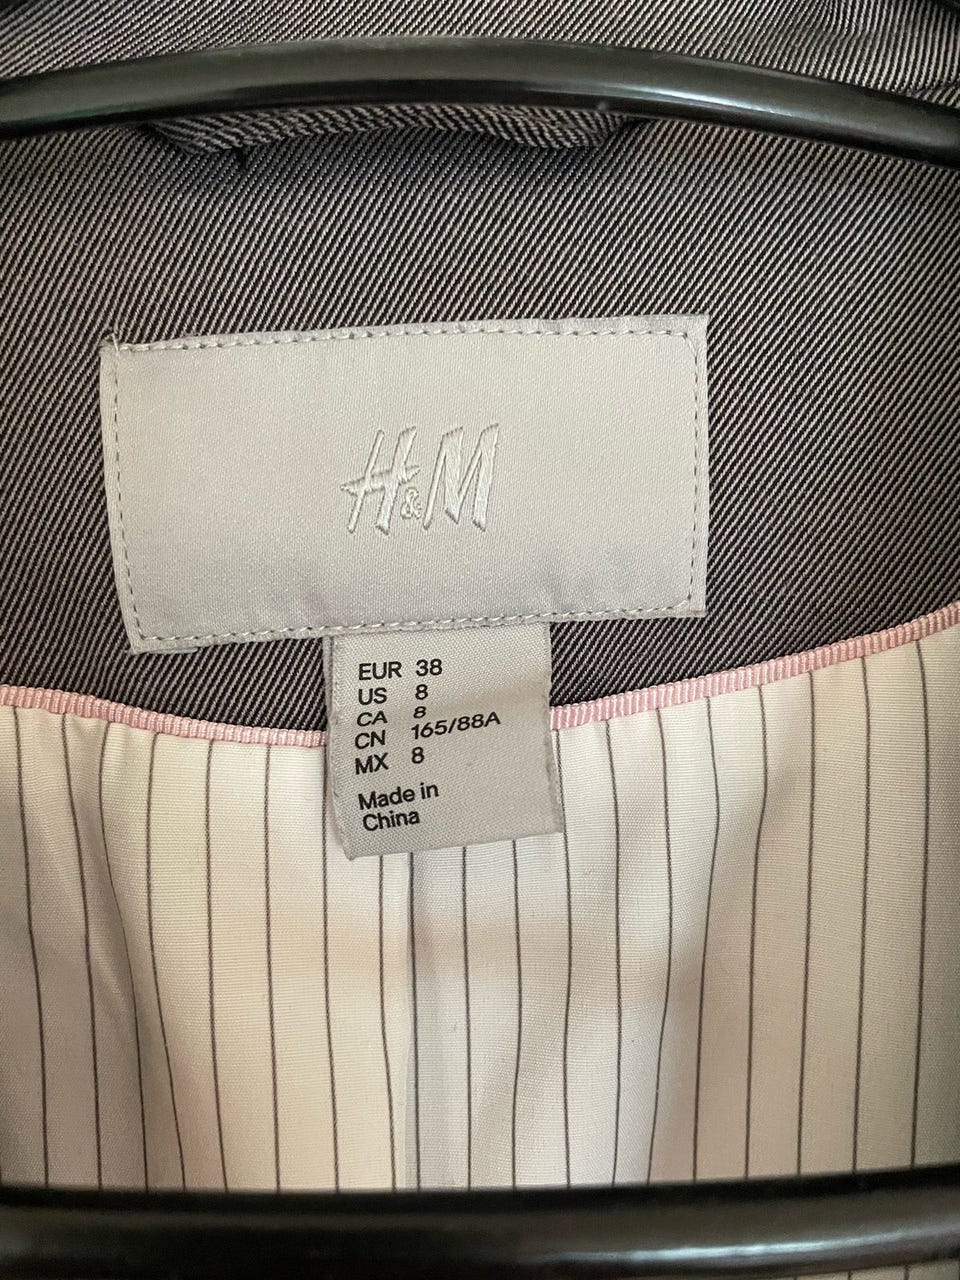 H&M
EUR 38
US 8
CA 8
CN 165/88A
MX 8
Made in
China